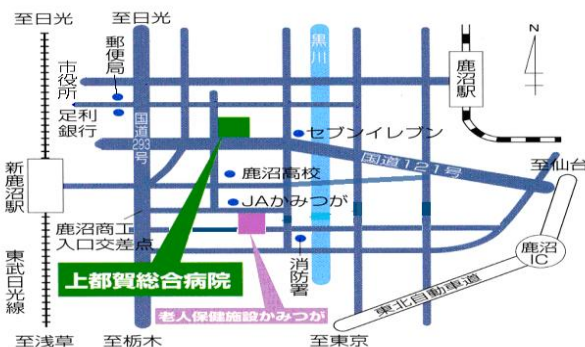 至日光
至日光
N
市役所
郵便局
黒川
鹿沼駅
足利
銀行
国道
293
号
セブンイレブン
国道121号
至仙台
新鹿沼駅
鹿沼高校
JAかみつが
鹿沼商工
入口交差点
鹿沼
IC
上都賀総合病院
消防署
東武日光線
老人保健施設かみつが
東北自動車道
至浅草
至栃木
至東京